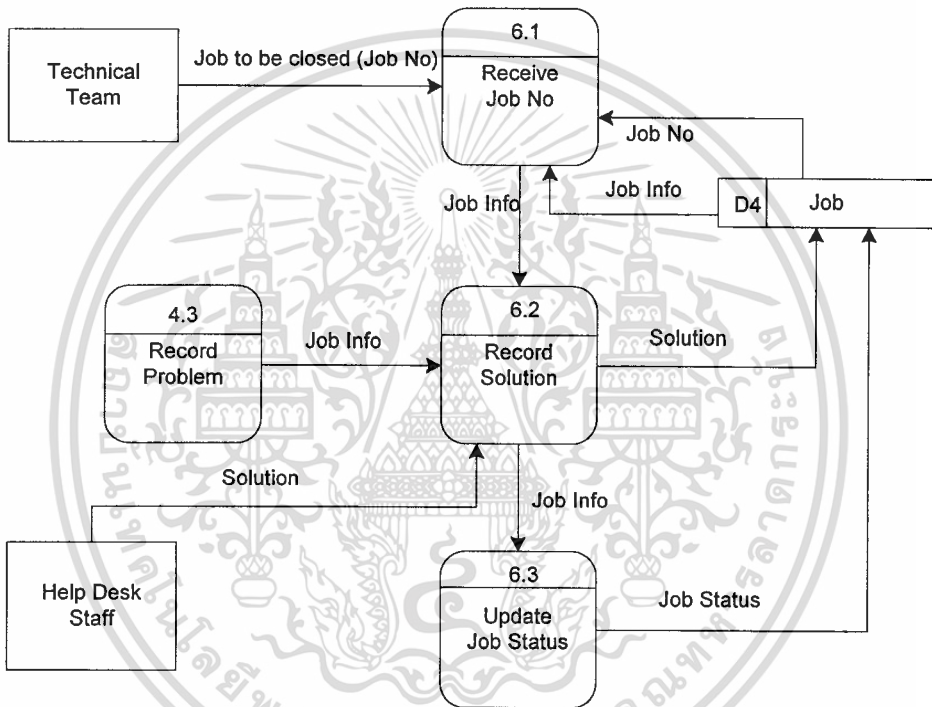 6.1
Technical
Team
Job to be closed (Job No)
Receive
Job No
Job No
Job Info
Job Info
D4
Job
4.3
Record
Problem
Job Info
6.2
Record
Solution
Solution
Solution
Job Info
Help Desk
Staff
6.3
Update
Job Status
Job Status